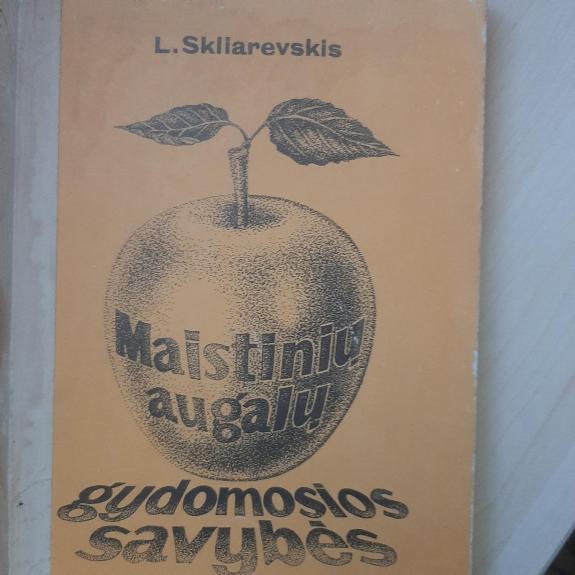 L.Skliarevskis
Maistinių
augalų
gydomosios
savybės